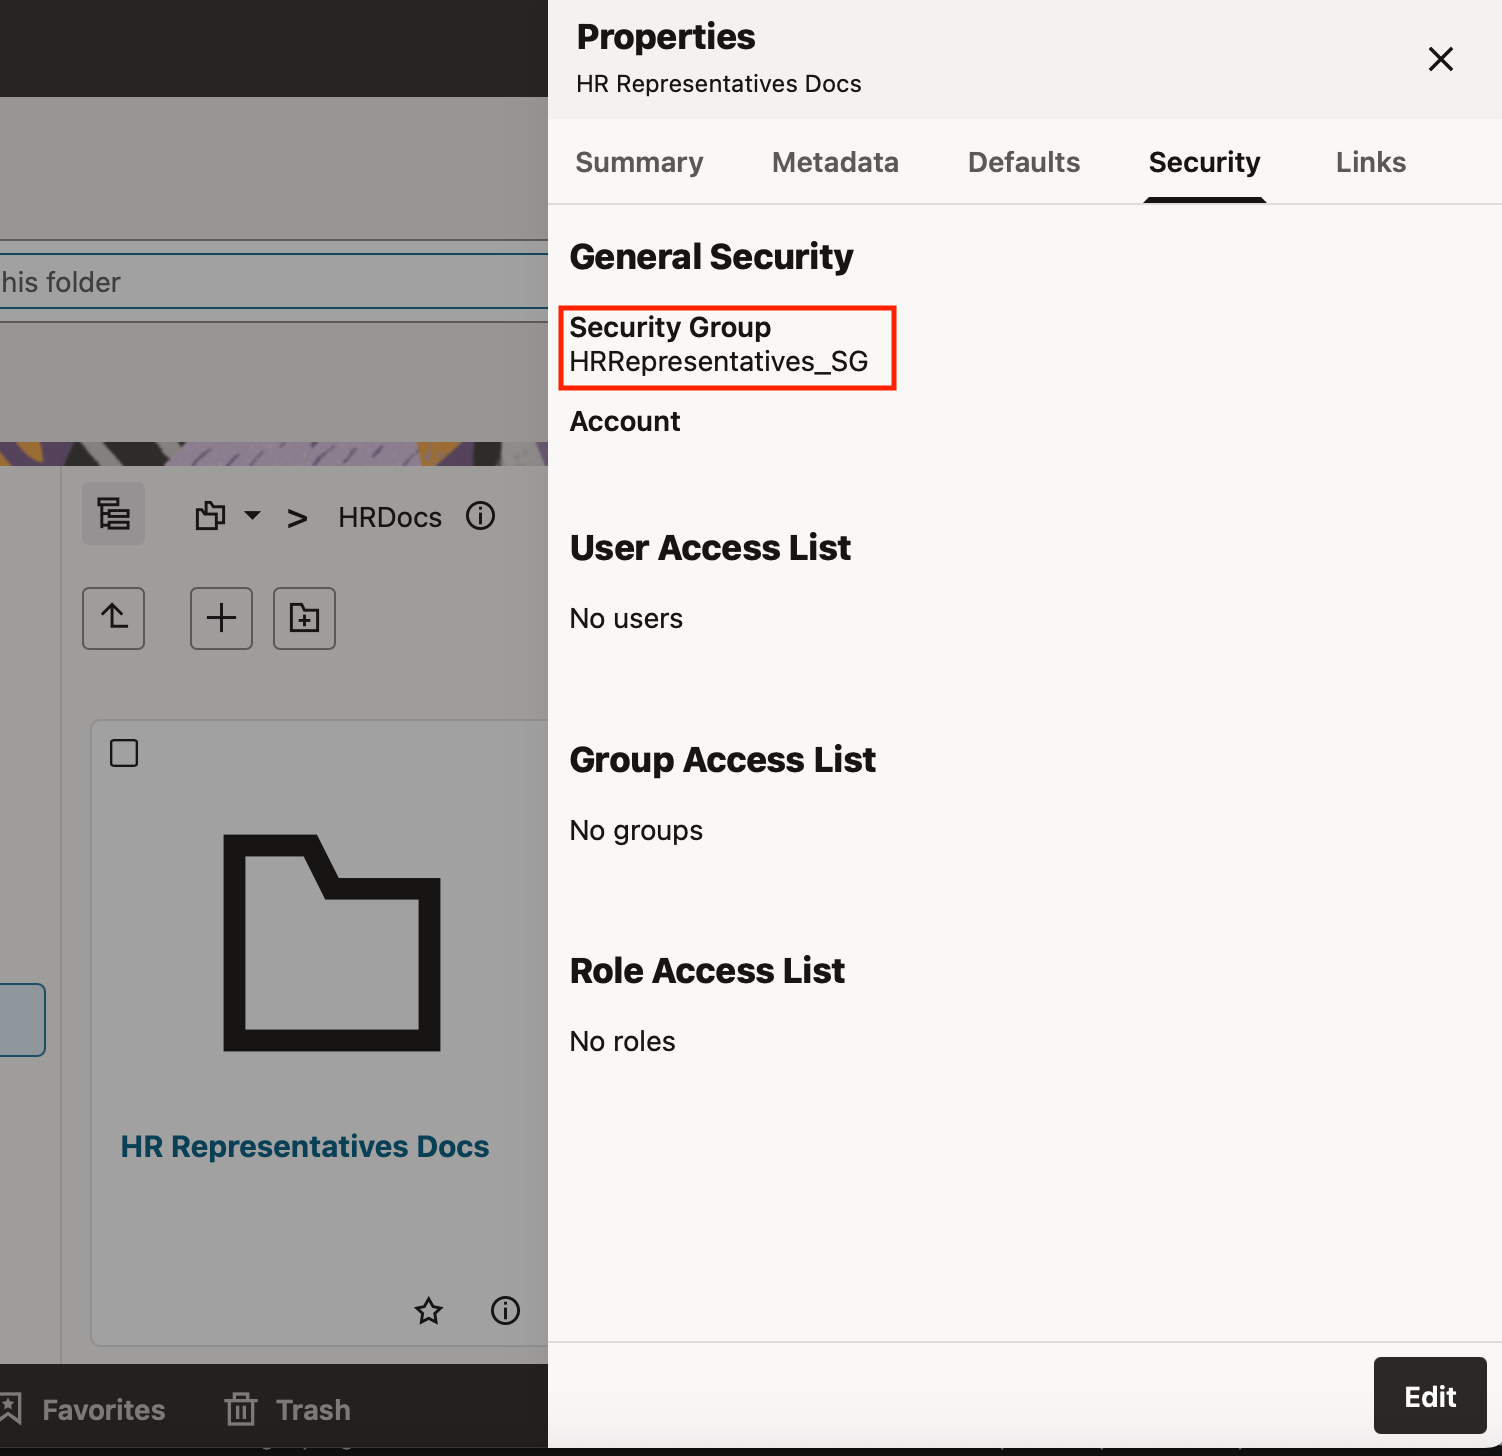 Properties
HR Representatives Docs
Summary
Metadata
Defaults
Security
Links
General Security
Security Group
HRRepresentatives_SG
Account
User Access List
No users
Group Access List
No groups
Role Access List
No roles
Edit
his folder
> HRDocs
HR Representatives Docs
Favorites
Trash